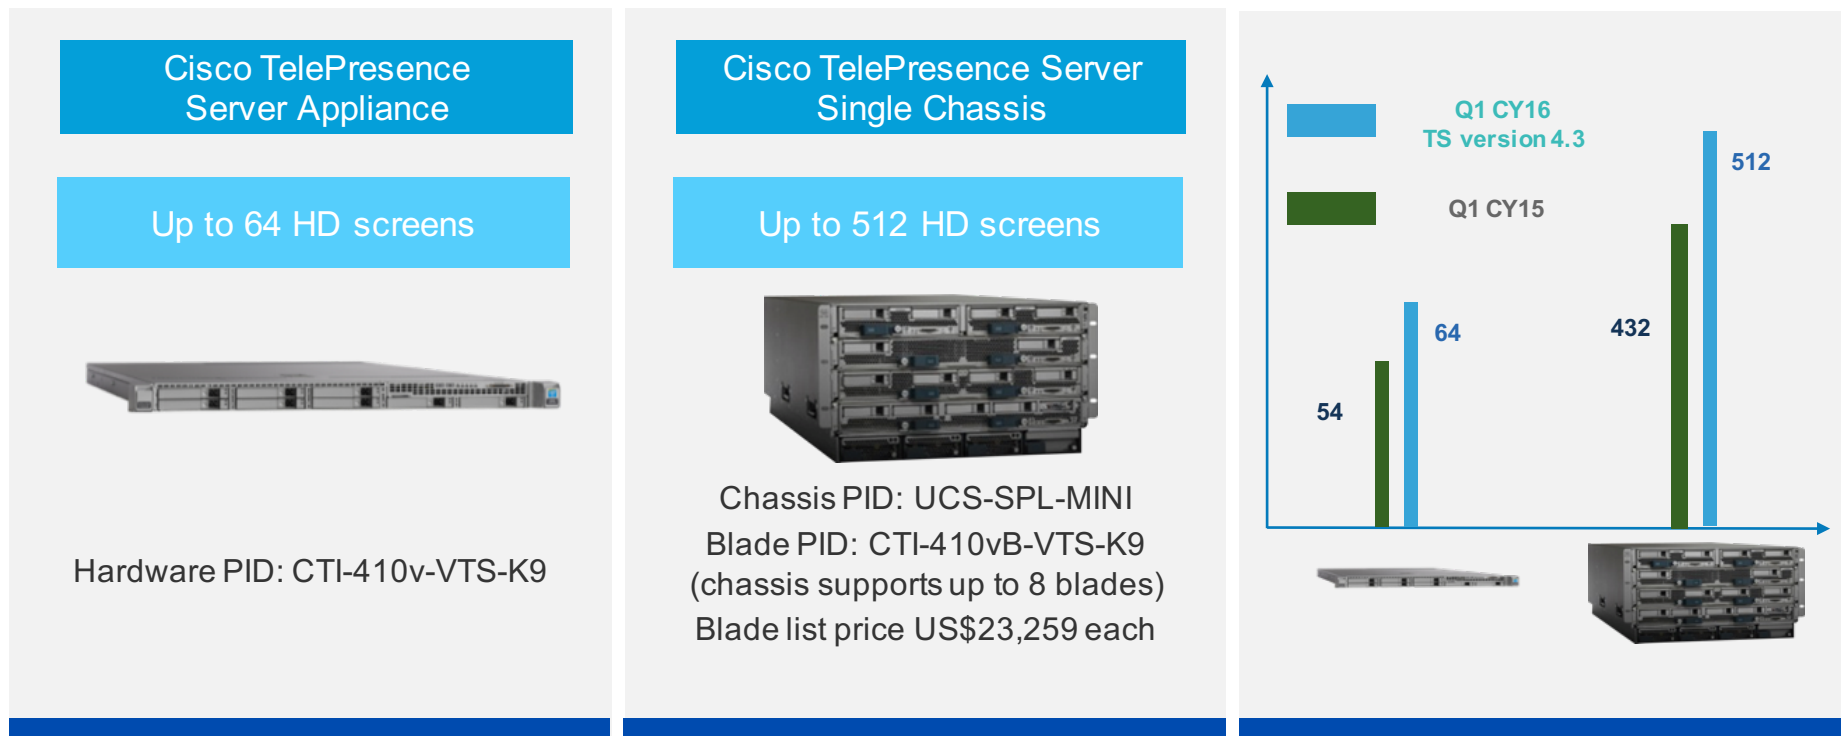 Cisco TelePresence
Server Appliance
Up to 64 HD screens
Hardware PID: CTI-410v-VTS-K9
Cisco TelePresence Server
Single Chassis
Up to 512 HD screens
Chassis PID: UCS-SPL-MINI
Blade PID: CTI-410vB-VTS-K9
(chassis supports up to 8 blades)
Blade list price US$23,259 each
Q1 CY16
TS version 4.3
Q1 CY15
512
64
432
54